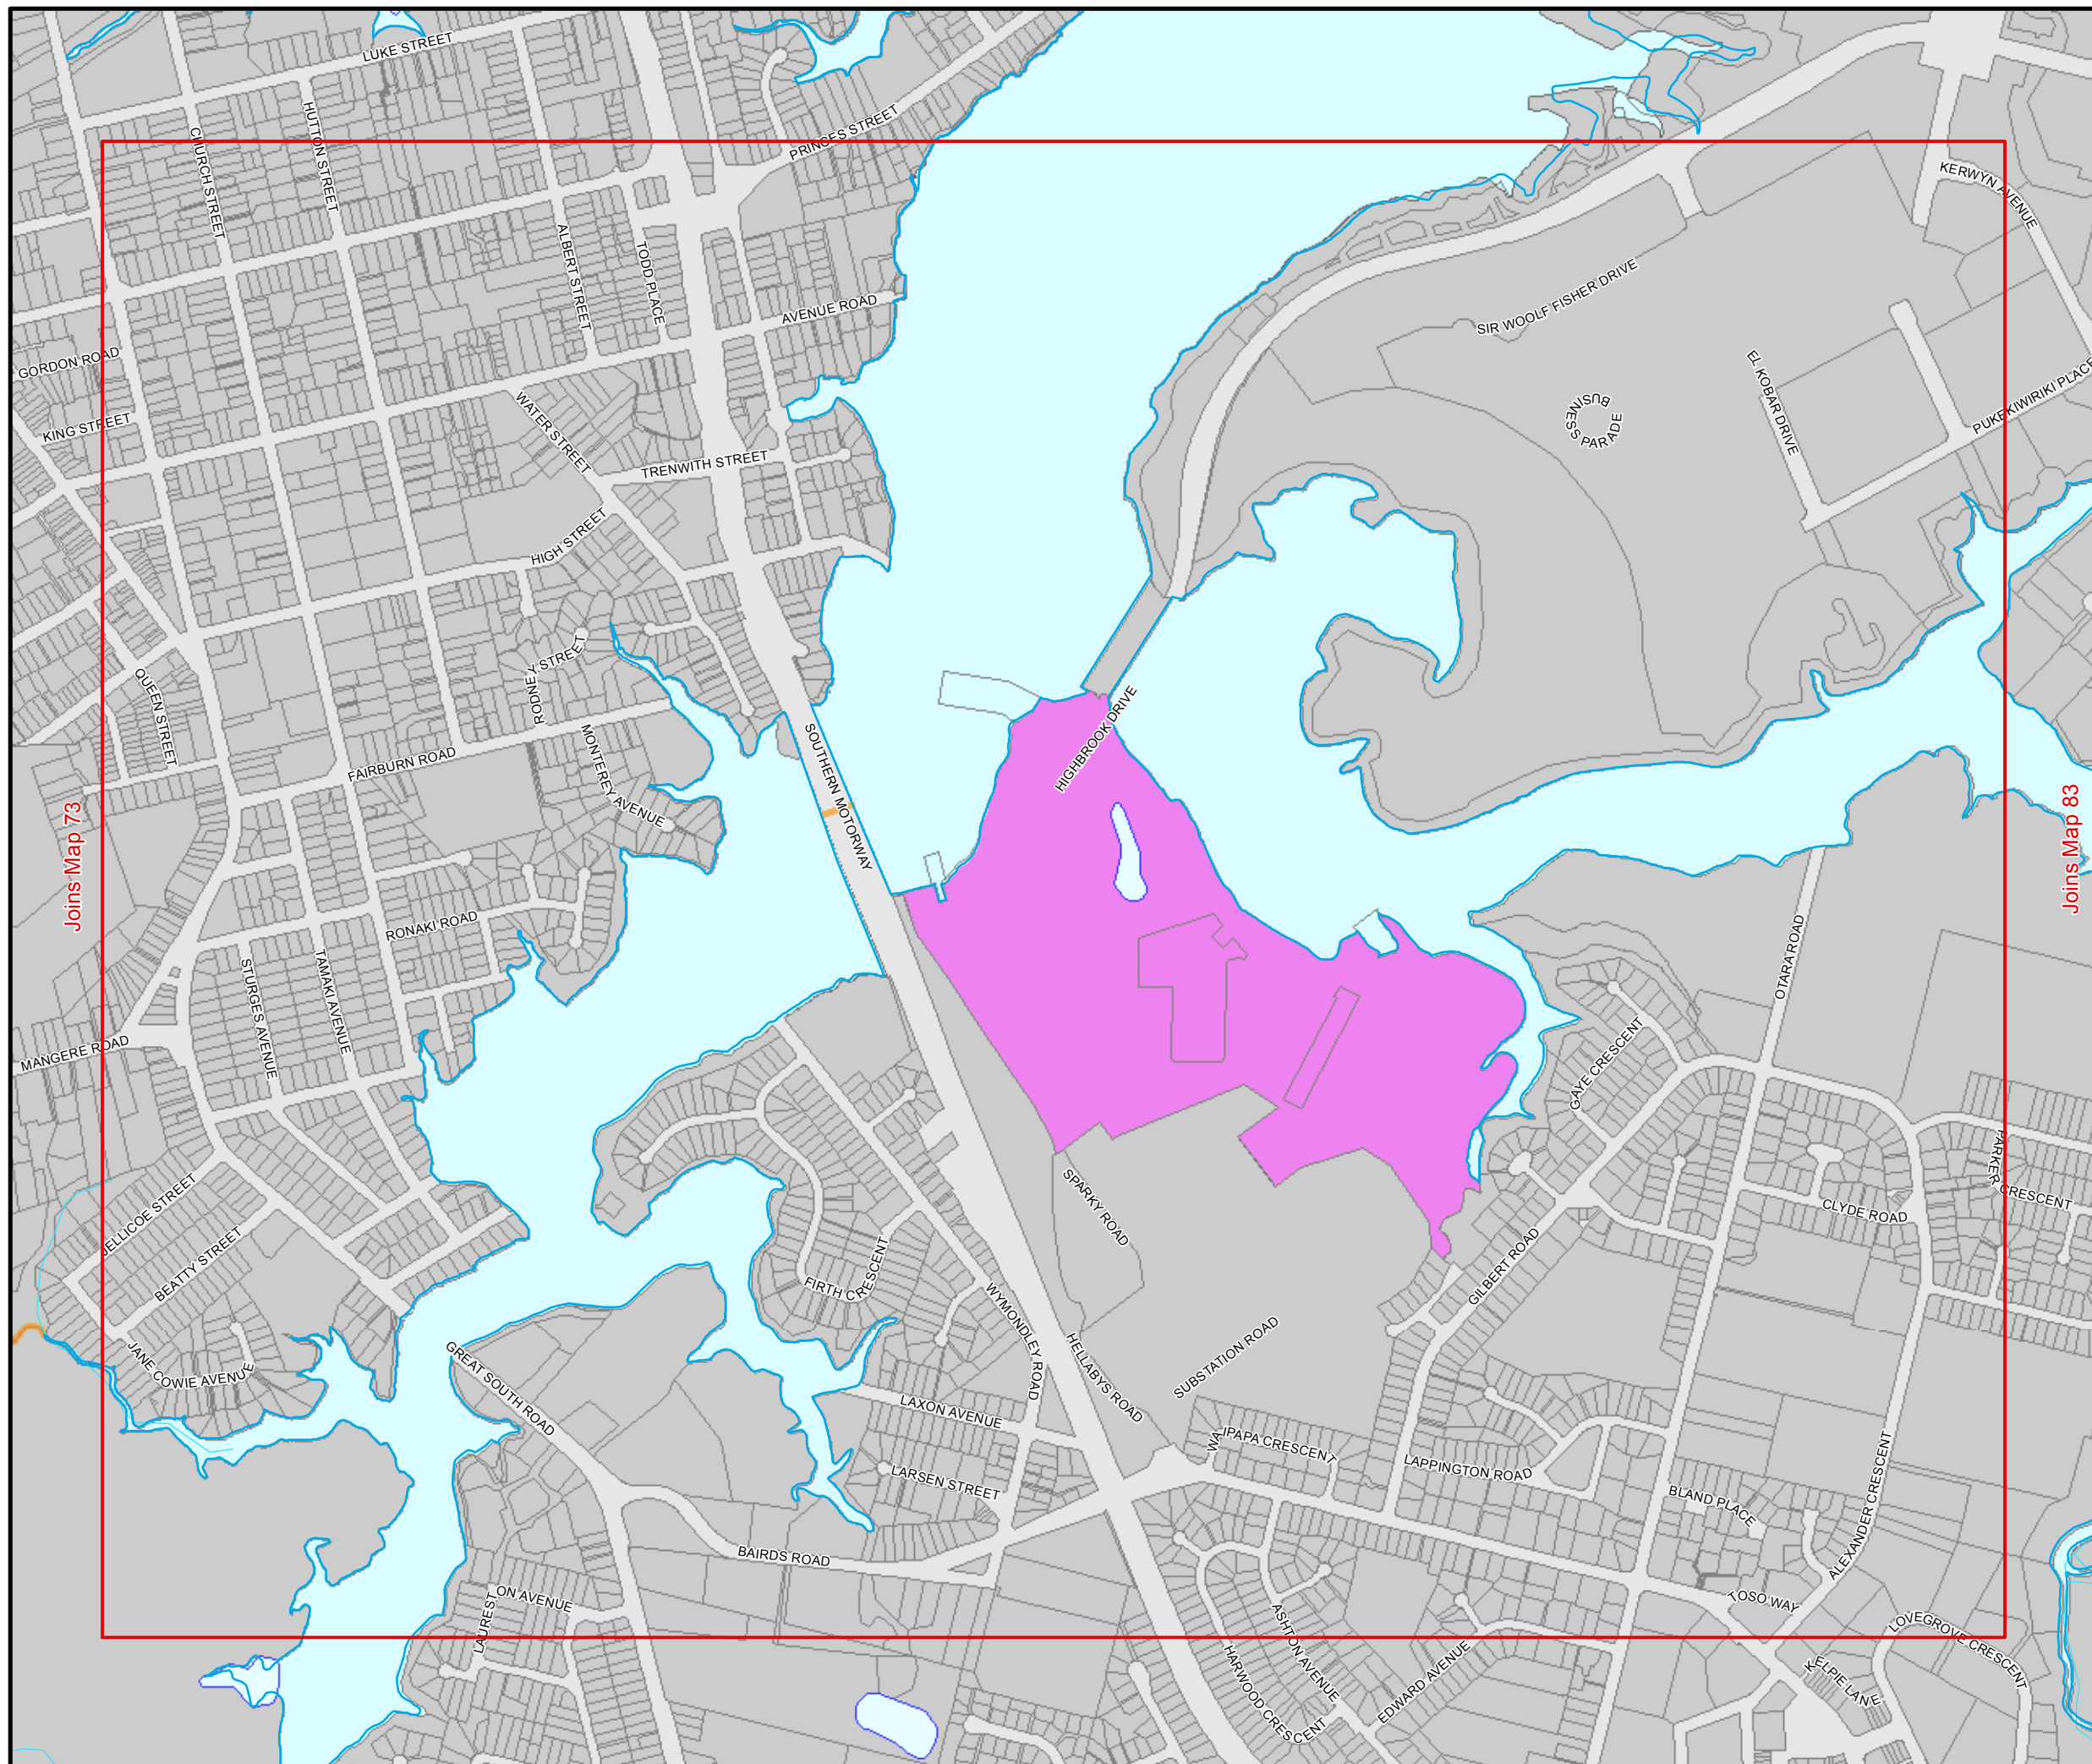 LUKE STREET
CHURCH STREET
HUTTON STREET
PRINCES STREET
KERWYN AVENUE
ALBERT STREET
TODD PLACE
AVENUE ROAD
SIR WOOLF FISHER DRIVE
GORDON ROAD
KING STREET
WATER STREET
TRENWITH STREET
BUSINESS PARADE
EL KOBAR DRIVE
PUKEKIWIRIKI PLACE
HIGH STREET
RODNEY STREET
QUEEN STREET
MONTEREY AVENUE
FAIRBURN ROAD
SOUTHERN MOTORWAY
HIGHBROOK DRIVE
Joins Map 73
Joins Map 83
RONAKI ROAD
STURGES AVENUE
TAMAKI AVENUE
OTARA ROAD
MANGERE ROAD
GAYE CRESCENT
PARKER CRESCENT
CLYDE ROAD
JELLICOE STREET
BEATTY STREET
SPARKY ROAD
FIRTH CRESCENT
GILBERT ROAD
WYMONDLEY ROAD
HELLABYS ROAD
SUBSTATION ROAD
JANE COWIE AVENUE
GREAT SOUTH ROAD
LAXON AVENUE
WAIPAPA CRESCENT
LAPPINGTON ROAD
LARSEN STREET
BLAND PLACE
ALEXANDER CRESCENT
BAIRDS ROAD
LAURESTON AVENUE
TOSO WAY
ASHTON AVENUE
HARWOOD CRESCENT
EDWARD AVENUE
LOVEGROVE CRESCENT
KELPIE LANE